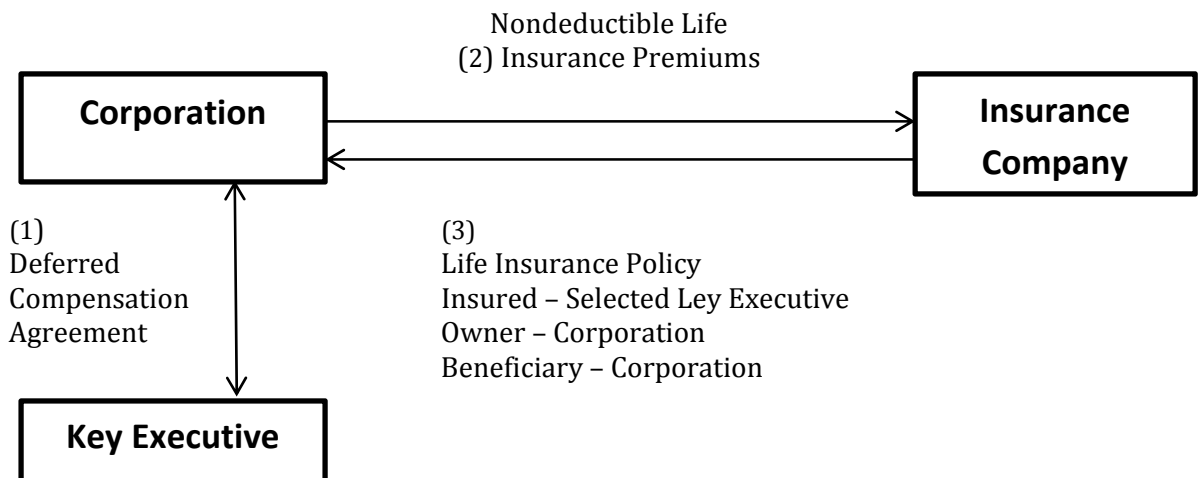 Nondeductible Life
(2) Insurance Premiums
Corporation
Insurance
Company
(1)
Deferred
Compensation
Agreement
(3)
Life Insurance Policy
Insured – Selected Ley Executive
Owner – Corporation
Beneficiary – Corporation
Key Executive